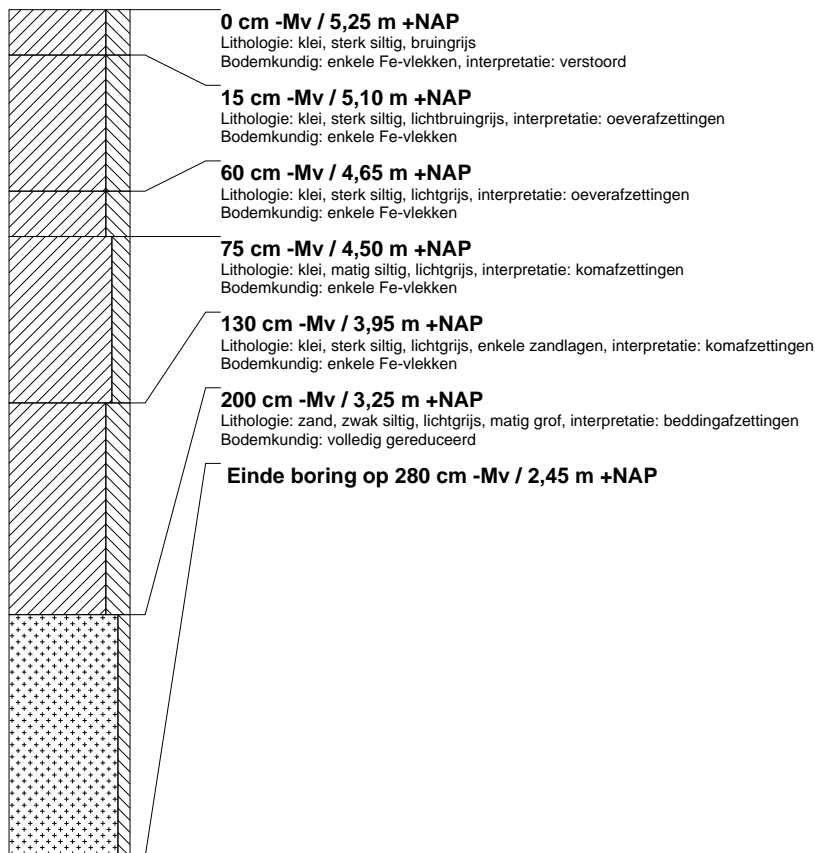 0 cm -Mv / 5,25 m +NAP
Lithologie: klei, sterk siltig, bruingrijs
Bodemkundig: enkele Fe-vlekken, interpretatie: verstoord
15 cm -Mv / 5,10 m +NAP
Lithologie: klei, sterk siltig, lichtbruingrijs, interpretatie: oeverafzettingen
Bodemkundig: enkele Fe-vlekken
60 cm -Mv / 4,65 m +NAP
Lithologie: klei, sterk siltig, lichtgrijs, interpretatie: oeverafzettingen
Bodemkundig: enkele Fe-vlekken
75 cm -Mv / 4,50 m +NAP
Lithologie: klei, matig siltig, lichtgrijs, interpretatie: komafzettingen
Bodemkundig: enkele Fe-vlekken
130 cm -Mv / 3,95 m +NAP
Lithologie: klei, sterk siltig, lichtgrijs, enkele zandlagen, interpretatie: komafzettingen
Bodemkundig: enkele Fe-vlekken
200 cm -Mv / 3,25 m +NAP
Lithologie: zand, zwak siltig, lichtgrijs, matig grof, interpretatie: beddingafzettingen
Bodemkundig: volledig gereduceerd
Einde boring op 280 cm -Mv / 2,45 m +NAP